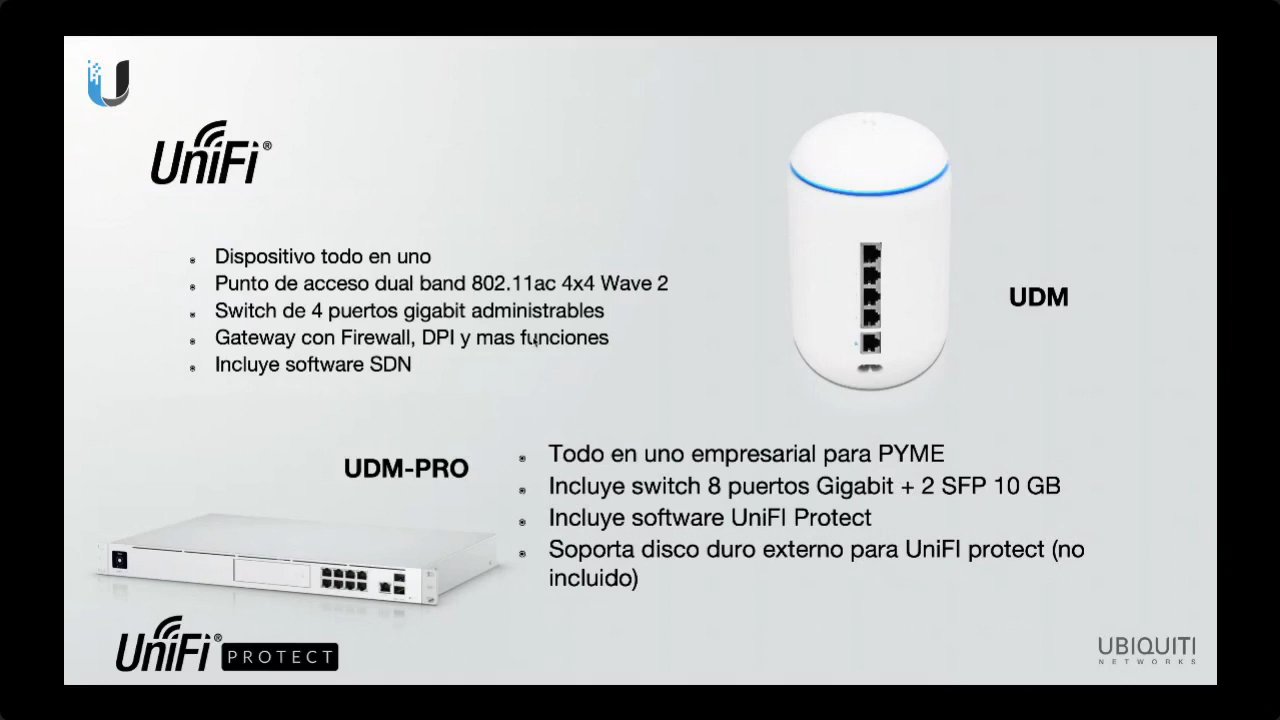 UniFi®
Dispositivo todo en uno
Punto de acceso dual band 802.11ac 4x4 Wave 2
Switch de 4 puertos gigabit administrables
Gateway con Firewall, DPI y mas funciones
Incluye software SDN
UDM
UDM-PRO
Todo en uno empresarial para PYME
Incluye switch 8 puertos Gigabit + 2 SFP 10 GB
Incluye software UniFI Protect
Soporta disco duro externo para UniFI protect (no
incluido)
UniFi® PROTECT
UBIQUITI
NETWORKS